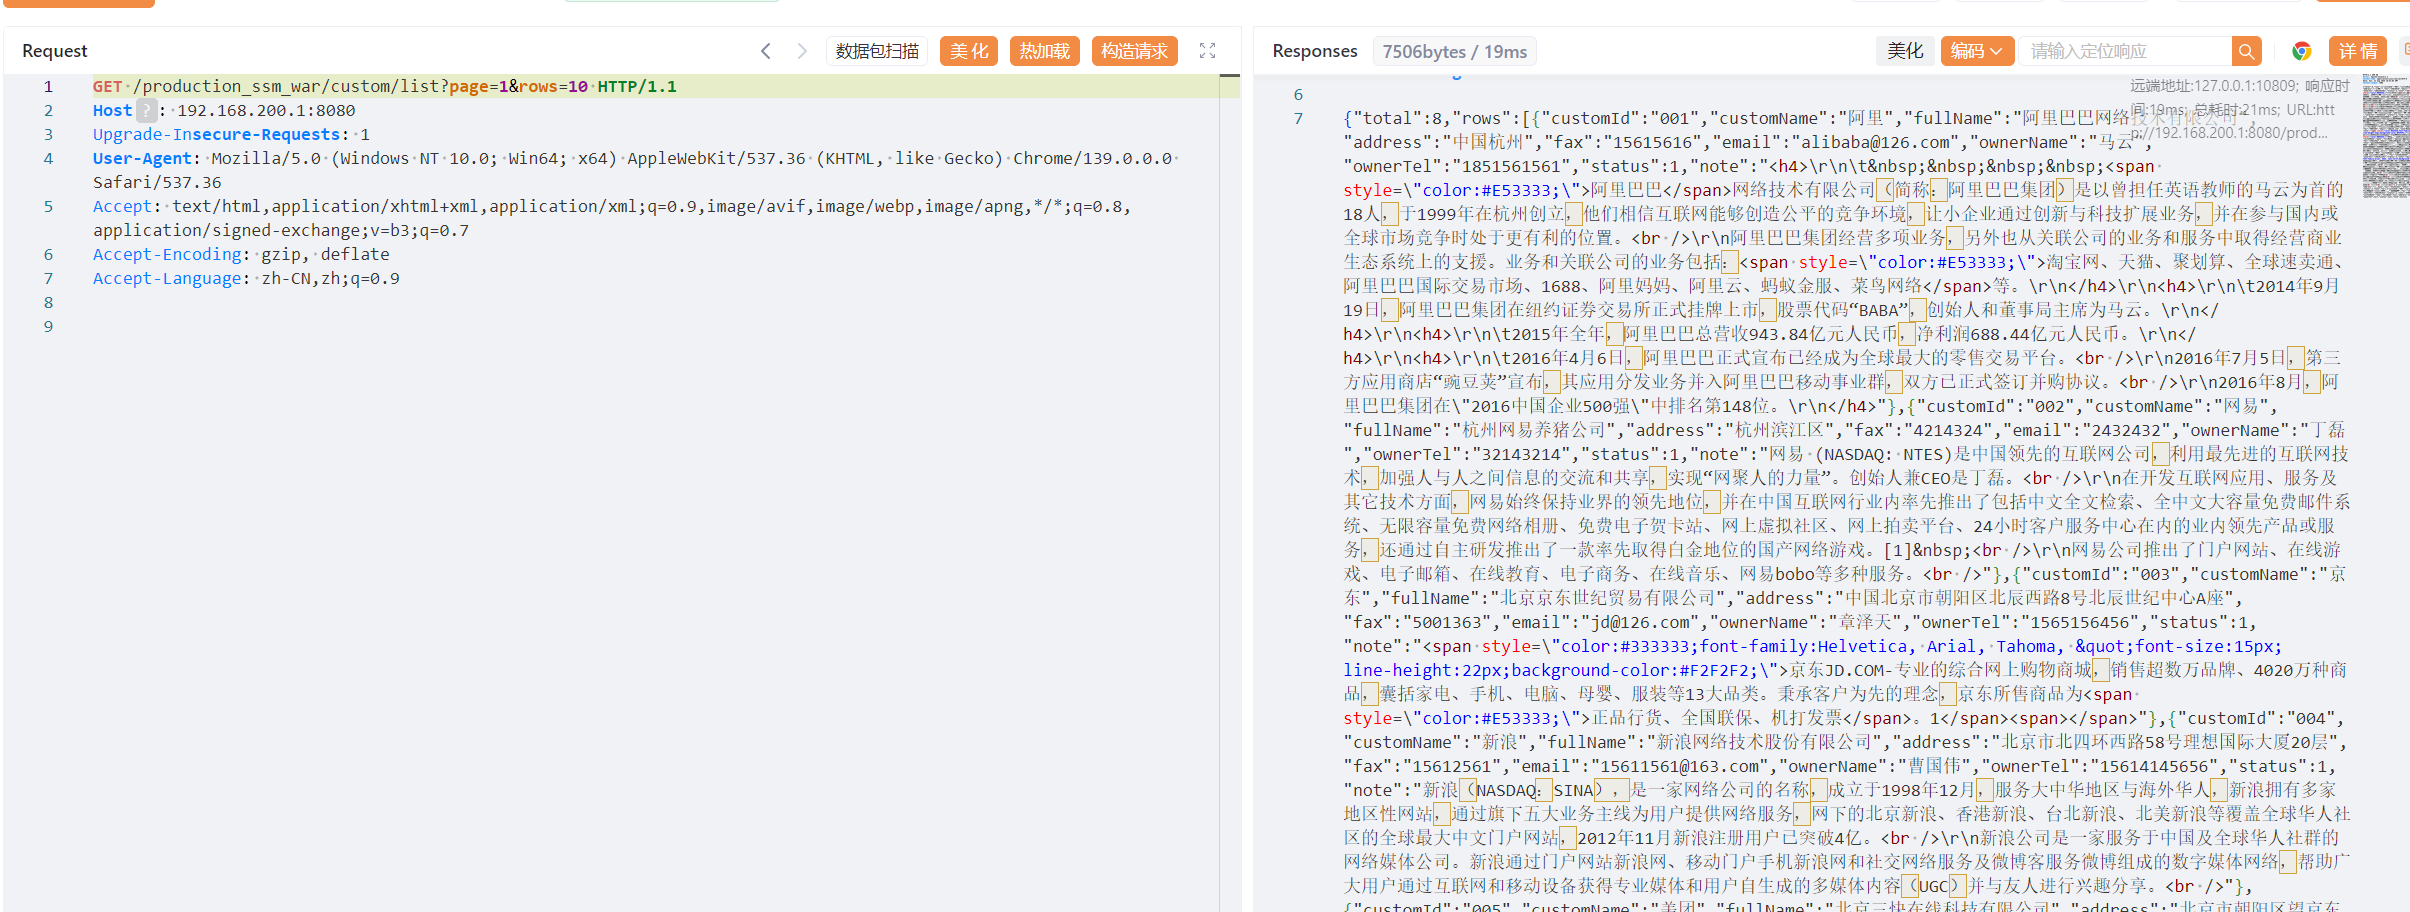 Request
数据包扫描
美化
热加载
构造请求
1 GET /production_ssm_war/custom/list?page=1&rows=10 HTTP/1.1
2 Host ? : 192.168.200.1:8080
3 Upgrade-Insecure-Requests: 1
4 User-Agent: Mozilla/5.0 (Windows NT 10.0; Win64; x64) AppleWebKit/537.36 (KHTML, like Gecko) Chrome/139.0.0.0
Safari/537.36
5 Accept: text/html,application/xhtml+xml,application/xml;q=0.9,image/avif,image/webp,image/apng,*/*;q=0.8,
application/signed-exchange;v=b3;q=0.7
6 Accept-Encoding: gzip, deflate
7 Accept-Language: zh-CN,zh;q=0.9
8
9
Responses
7506bytes / 19ms
美化
编码
请输入定位响应
详情
远端地址:127.0.0.1:10809; 响应时
间:19ms; 总耗时:21ms; URL:htt
p://192.168.200.1:8080/prod...
6
7 {"total":8,"rows":[{"customId":"001","customName":"阿里","fullName":"阿里巴巴网络技术有限公司",
"address":"中国杭州","fax":"15615616","email":"alibaba@126.com","ownerName":"马云",
"ownerTel":"1851561561","status":1,"note":"<h4>\r\n\t&nbsp;&nbsp;&nbsp;&nbsp;<span
style=\"color:#E53333;\">阿里巴巴</span>网络技术有限公司（简称：阿里巴巴集团）是以曾担任英语教师的马云为首的
18人，于1999年在杭州创立，他们相信互联网能够创造公平的竞争环境，让小企业通过创新与科技扩展业务，并在参与国内或
全球市场竞争时处于更有利的位置。<br />\r\n阿里巴巴集团经营多项业务，另外也从关联公司的业务和服务中取得经营商业
生态系统上的支援。业务和关联公司的业务包括：<span style=\"color:#E53333;\">淘宝网、天猫、聚划算、全球速卖通、
阿里巴巴国际交易市场、1688、阿里妈妈、阿里云、蚂蚁金服、菜鸟网络</span>等。\r\n</h4>\r\n<h4>\r\n\t2014年9月
19日，阿里巴巴集团在纽约证券交易所正式挂牌上市，股票代码“BABA”，创始人和董事局主席为马云。\r\n</
h4>\r\n<h4>\r\n\t2015年全年，阿里巴巴总营收943.84亿元人民币，净利润688.44亿元人民币。\r\n</
h4>\r\n<h4>\r\n\t2016年4月6日，阿里巴巴正式宣布已经成为全球最大的零售交易平台。<br />\r\n2016年7月5日，第三
方应用商店“豌豆荚”宣布，其应用分发业务并入阿里巴巴移动事业群，双方已正式签订并购协议。<br />\r\n2016年8月，阿
里巴巴集团在\"2016中国企业500强\"中排名第148位。\r\n</h4>"},{"customId":"002","customName":"网易",
"fullName":"杭州网易养猪公司","address":"杭州滨江区","fax":"4214324","email":"2432432","ownerName":"丁磊
","ownerTel":"32143214","status":1,"note":"网易 (NASDAQ: NTES)是中国领先的互联网公司，利用最先进的互联网技
术，加强人与人之间信息的交流和共享，实现“网聚人的力量”。创始人兼CEO是丁磊。<br />\r\n在开发互联网应用、服务及
其它技术方面，网易始终保持业界的领先地位，并在中国互联网行业内率先推出了包括中文全文检索、全中文大容量免费邮件系
统、无限容量免费网络相册、免费电子贺卡站、网上虚拟社区、网上拍卖平台、24小时客户服务中心在内的业内领先产品或服
务，还通过自主研发推出了一款率先取得白金地位的国产网络游戏。[1]&nbsp;<br />\r\n网易公司推出了门户网站、在线游
戏、电子邮箱、在线教育、电子商务、在线音乐、网易bobo等多种服务。<br />"},{"customId":"003","customName":"京
东","fullName":"北京京东世纪贸易有限公司","address":"中国北京市朝阳区北辰西路8号北辰世纪中心A座",
"fax":"5001363","email":"jd@126.com","ownerName":"章泽天","ownerTel":"1565156456","status":1,
"note":"<span style=\"color:#333333;font-family:Helvetica, Arial, Tahoma, &quot;font-size:15px;
line-height:22px;background-color:#F2F2F2;\">京东JD.COM-专业的综合网上购物商城，销售超数万品牌、4020万种商
品，囊括家电、手机、电脑、母婴、服装等13大品类。秉承客户为先的理念，京东所售商品为<span
style=\"color:#E53333;\">正品行货、全国联保、机打发票</span>。1</span><span></span>"},{"customId":"004",
"customName":"新浪","fullName":"新浪网络技术股份有限公司","address":"北京市北四环西路58号理想国际大厦20层",
"fax":"15612561","email":"15611561@163.com","ownerName":"曹国伟","ownerTel":"15614145656","status":1,
"note":"新浪（NASDAQ：SINA），是一家网络公司的名称，成立于1998年12月，服务大中华地区与海外华人，新浪拥有多家
地区性网站，通过旗下五大业务主线为用户提供网络服务，网下的北京新浪、香港新浪、台北新浪、北美新浪等覆盖全球华人社
区的全球最大中文门户网站，2012年11月新浪注册用户已突破4亿。<br />\r\n新浪公司是一家服务于中国及全球华人社群的
网络媒体公司。新浪通过门户网站新浪网、移动门户手机新浪网和社交网络服务及微博客服务微博组成的数字媒体网络，帮助广
大用户通过互联网和移动设备获得专业媒体和用户自生成的多媒体内容（UGC）并与友人进行兴趣分享。<br />"},
{"customId":"005","customName":"美团","fullName":"北京三快在线科技有限公司","address":"北京市朝阳区望京东